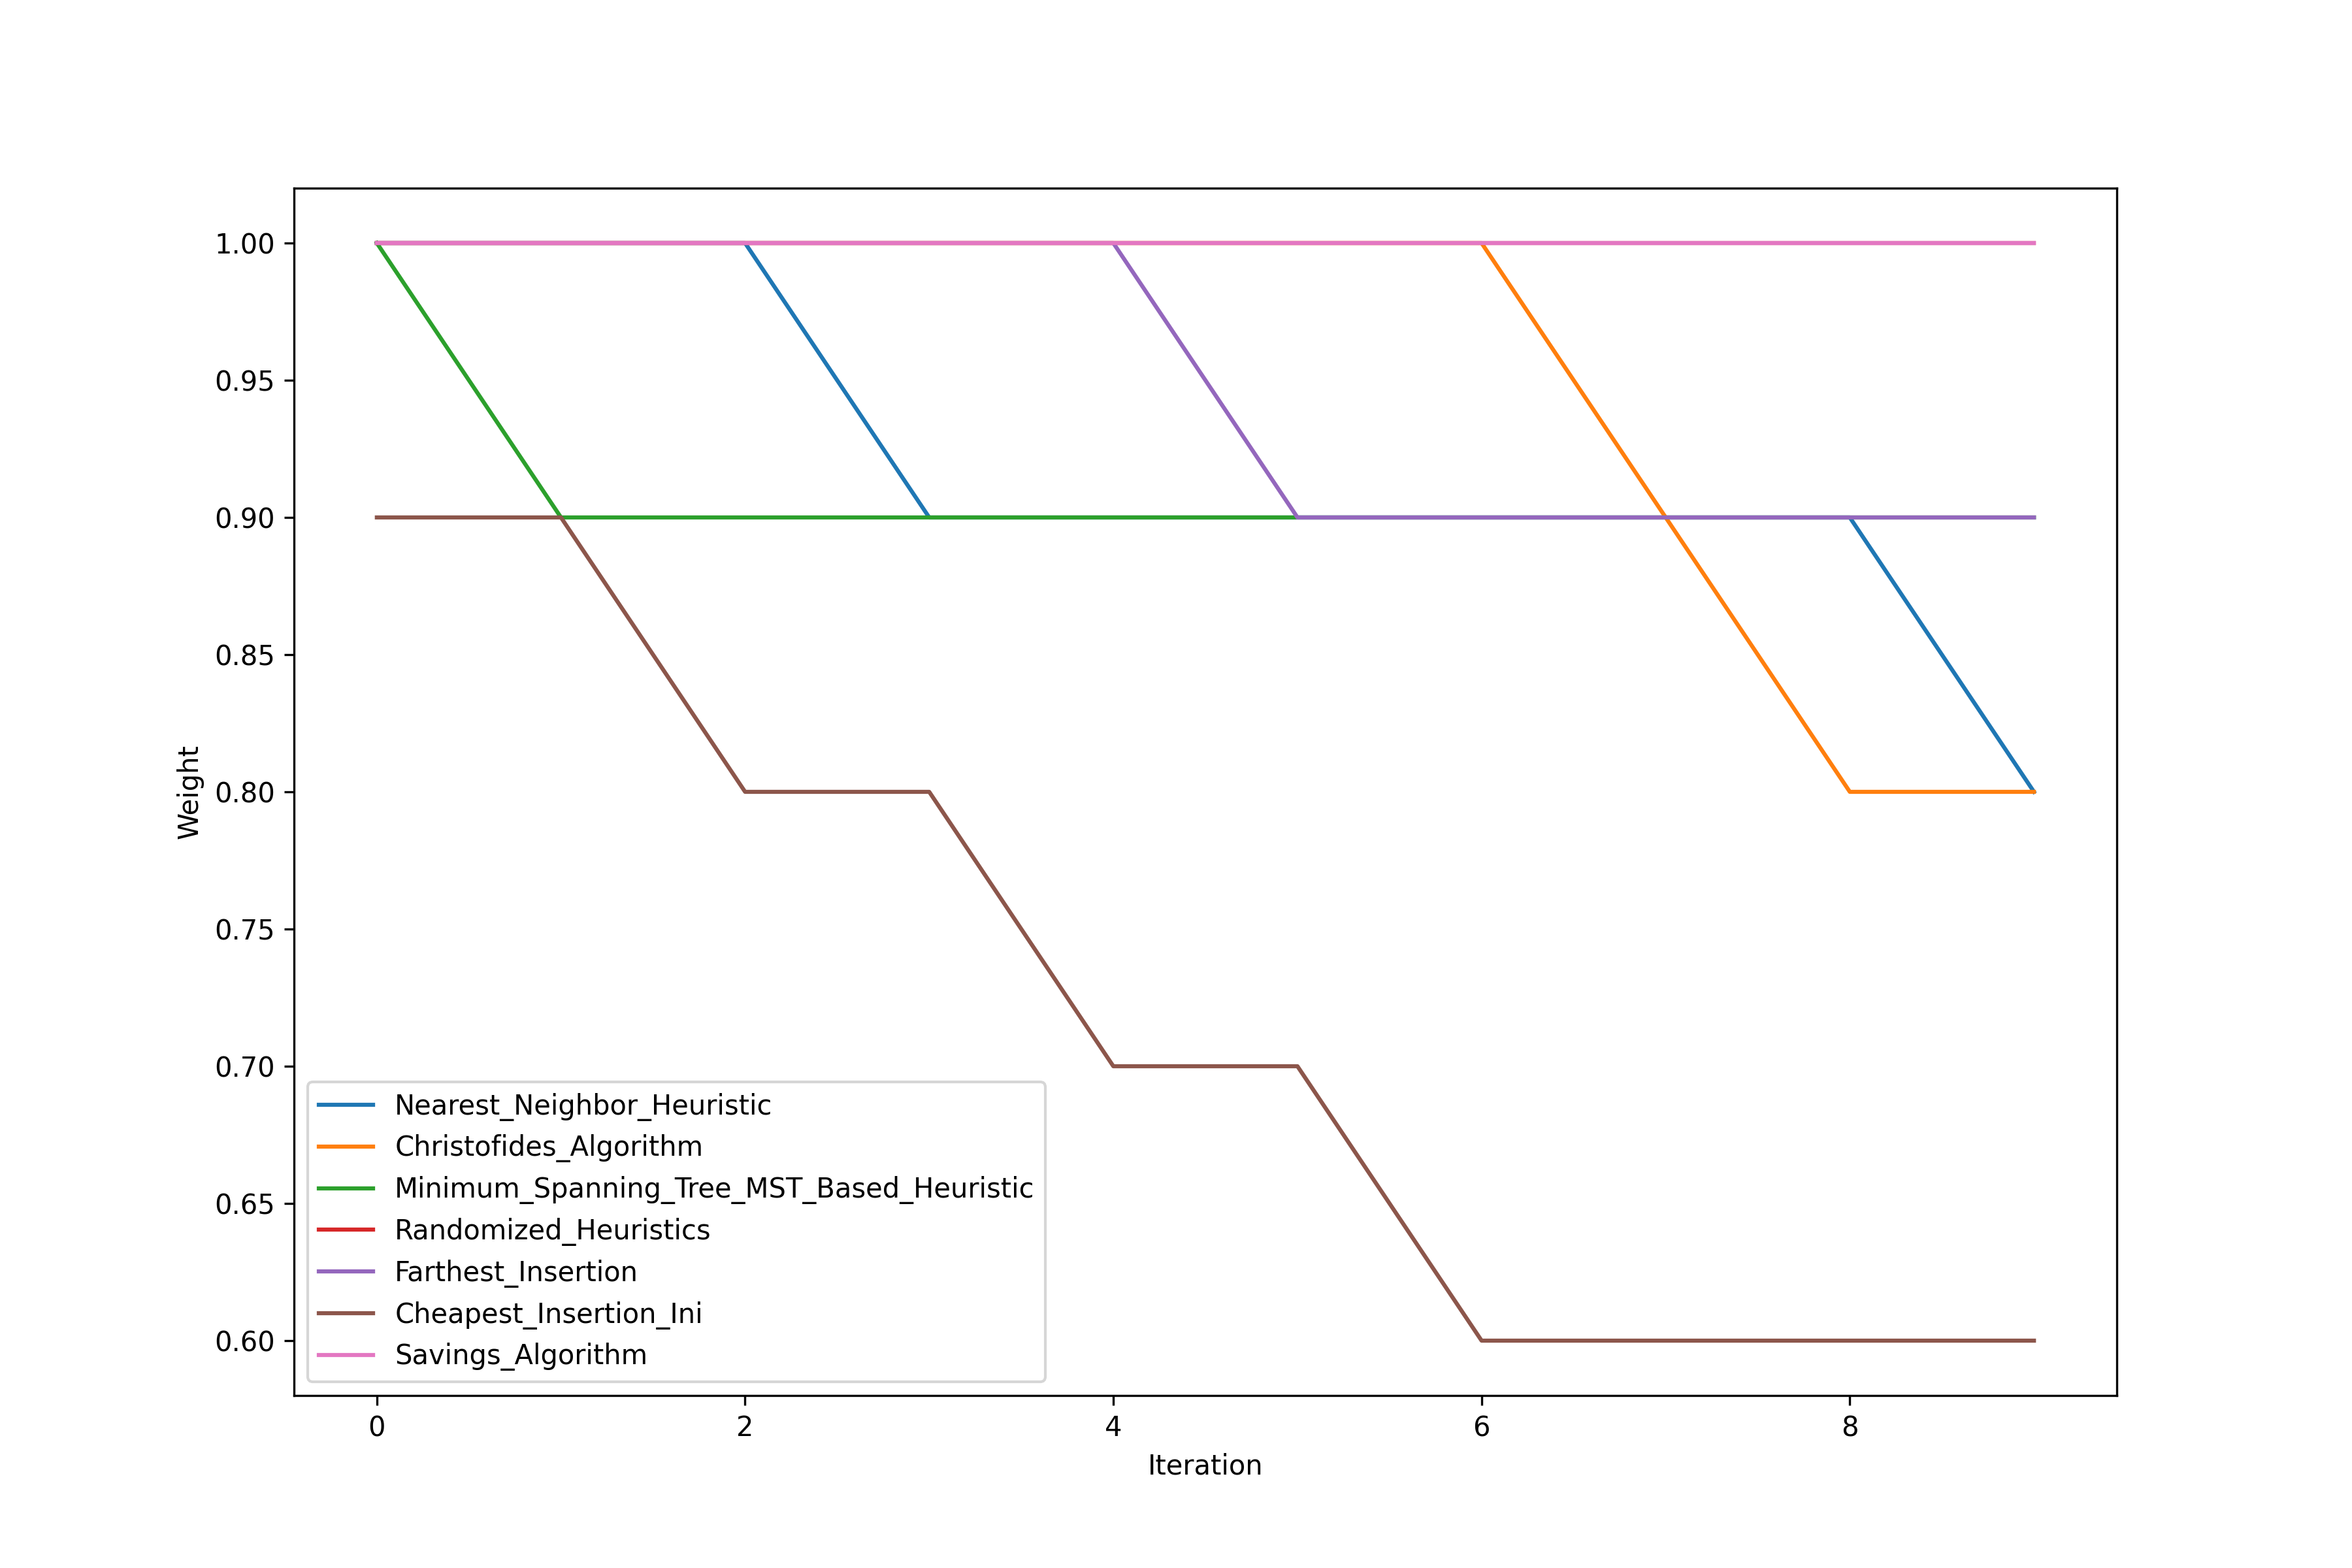 1.00
0.95
0.90
0.85
0.80
0.75
0.70
0.65
0.60
Weight
Nearest_Neighbor_Heuristic
Christofides_Algorithm
Minimum_Spanning_Tree_MST_Based_Heuristic
Randomized_Heuristics
Farthest_Insertion
Cheapest_Insertion_Ini
Savings_Algorithm
0 2 4 6 8
Iteration